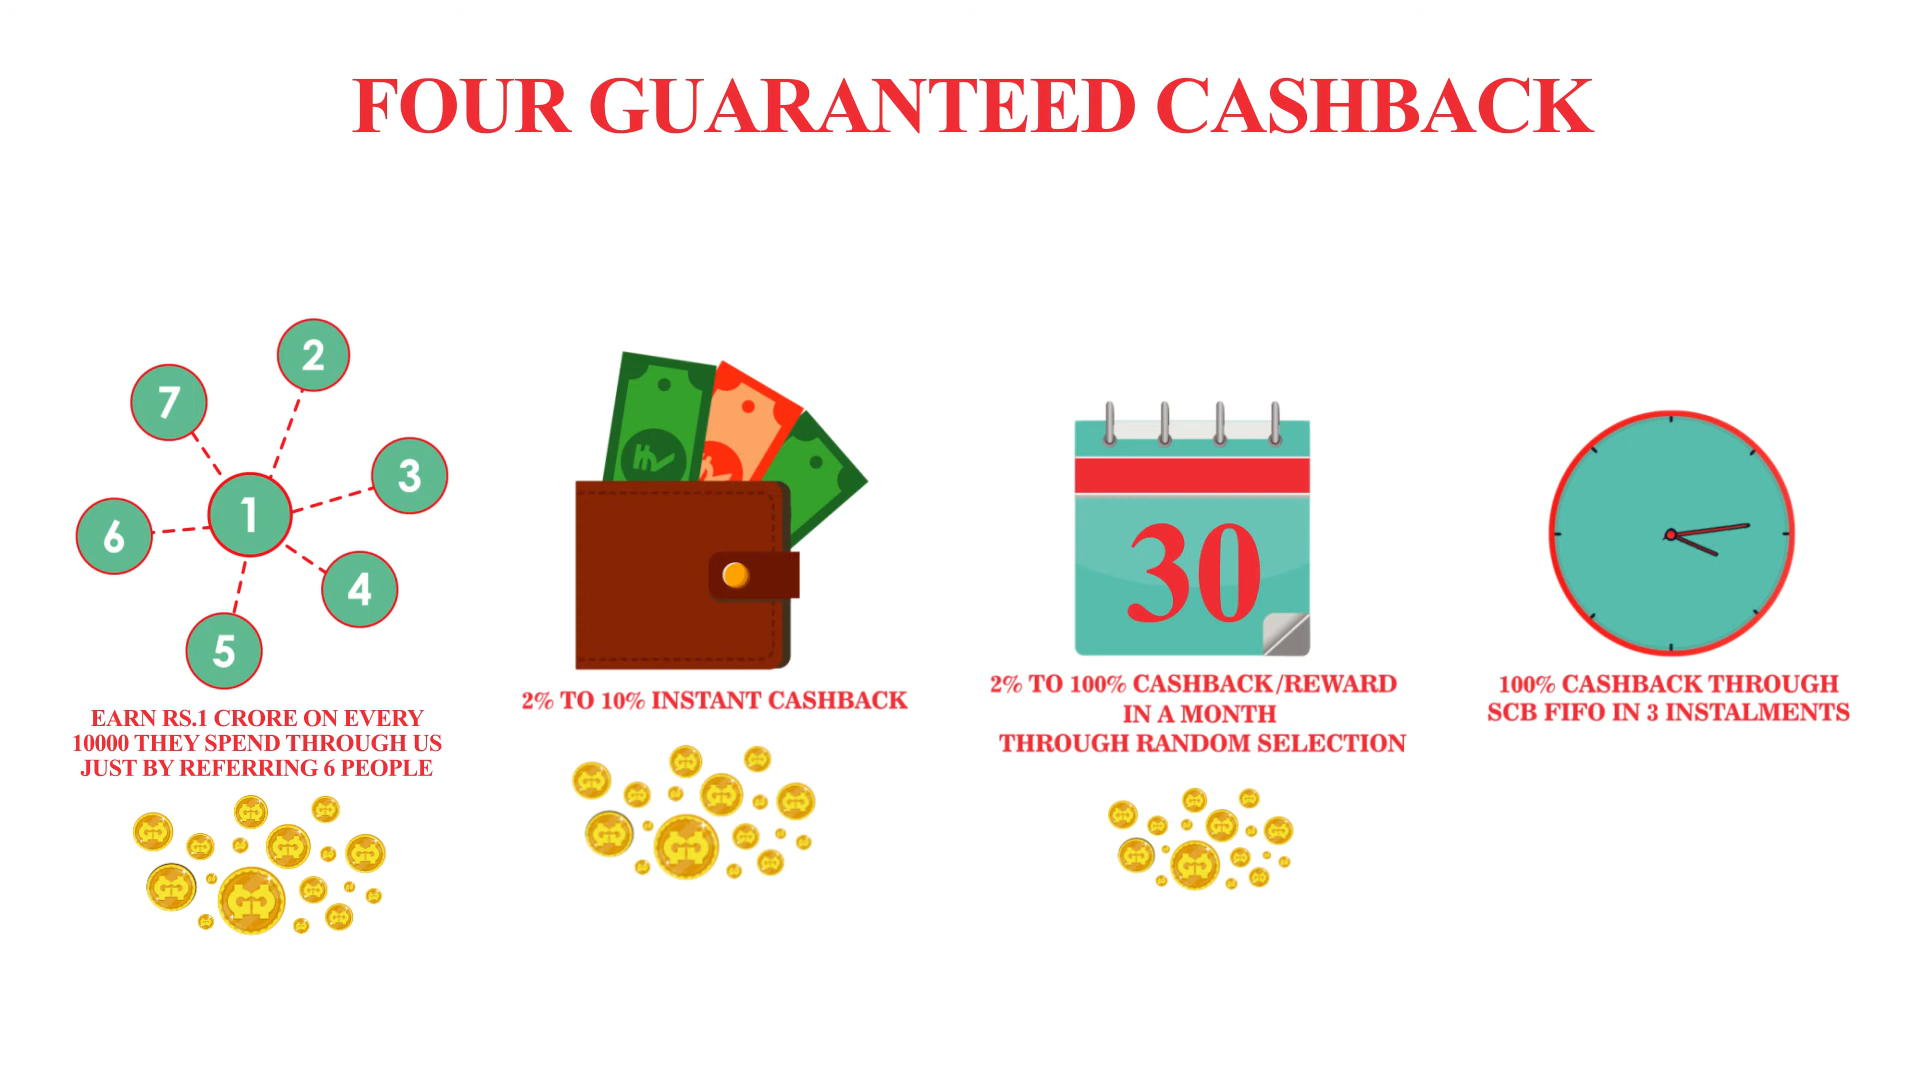 FOUR GUARANTEED CASHBACK
2
7
3
1
6
4
5
EARN RS.1 CRORE ON EVERY
10000 THEY SPEND THROUGH US
JUST BY REFERRING 6 PEOPLE
2% TO 10% INSTANT CASHBACK
30
2% TO 100% CASHBACK/REWARD
IN A MONTH
THROUGH RANDOM SELECTION
100% CASHBACK THROUGH
SCB FIFO IN 3 INSTALMENTS